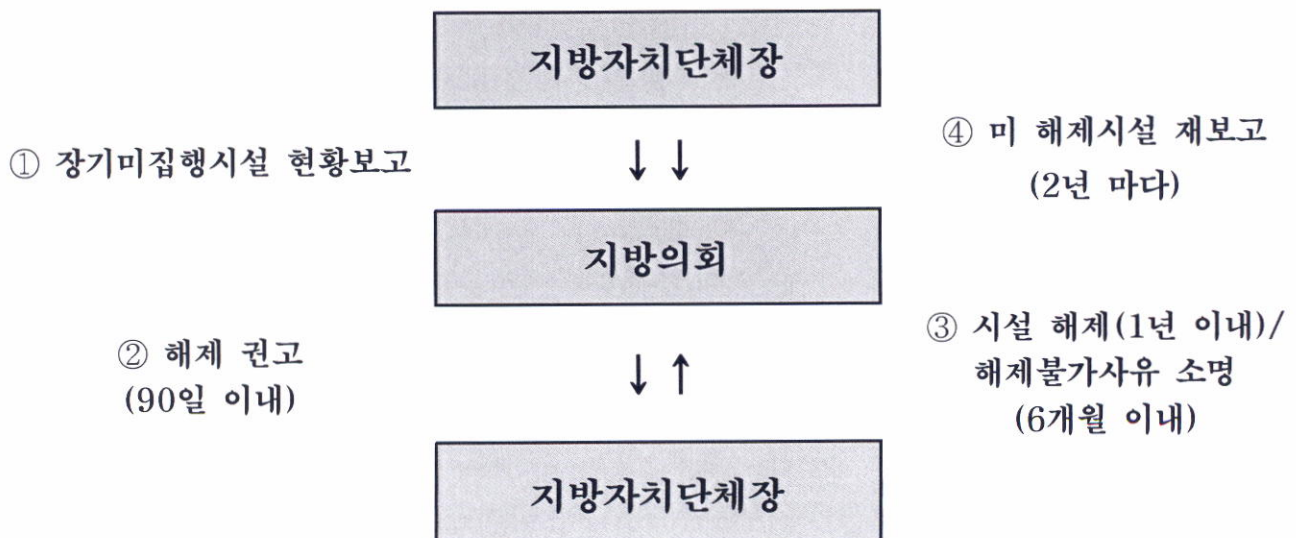 지방자치단체장
① 장기미집행시설 현황보고
↓ ↓
④ 미 해제시설 재보고
(2년 마다)
지방의회
② 해제 권고
(90일 이내)
↓ ↑
③ 시설 해제(1년 이내)/
해제불가사유 소명
(6개월 이내)
지방자치단체장